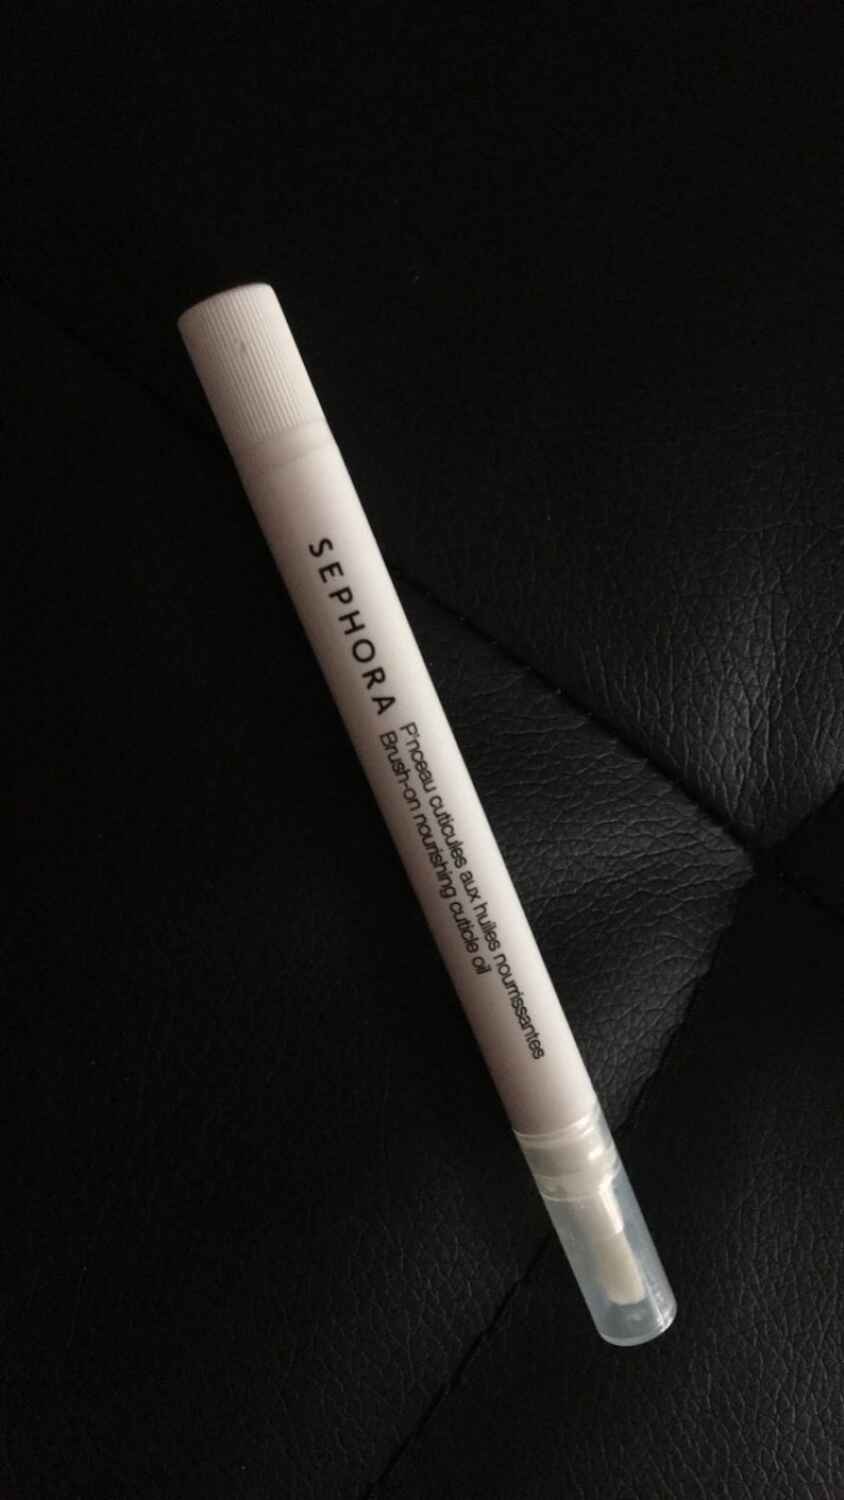 SEPHORA
Pinceau cuticules aux huiles nourrissantes
Brush-on nourishing cuticle oil